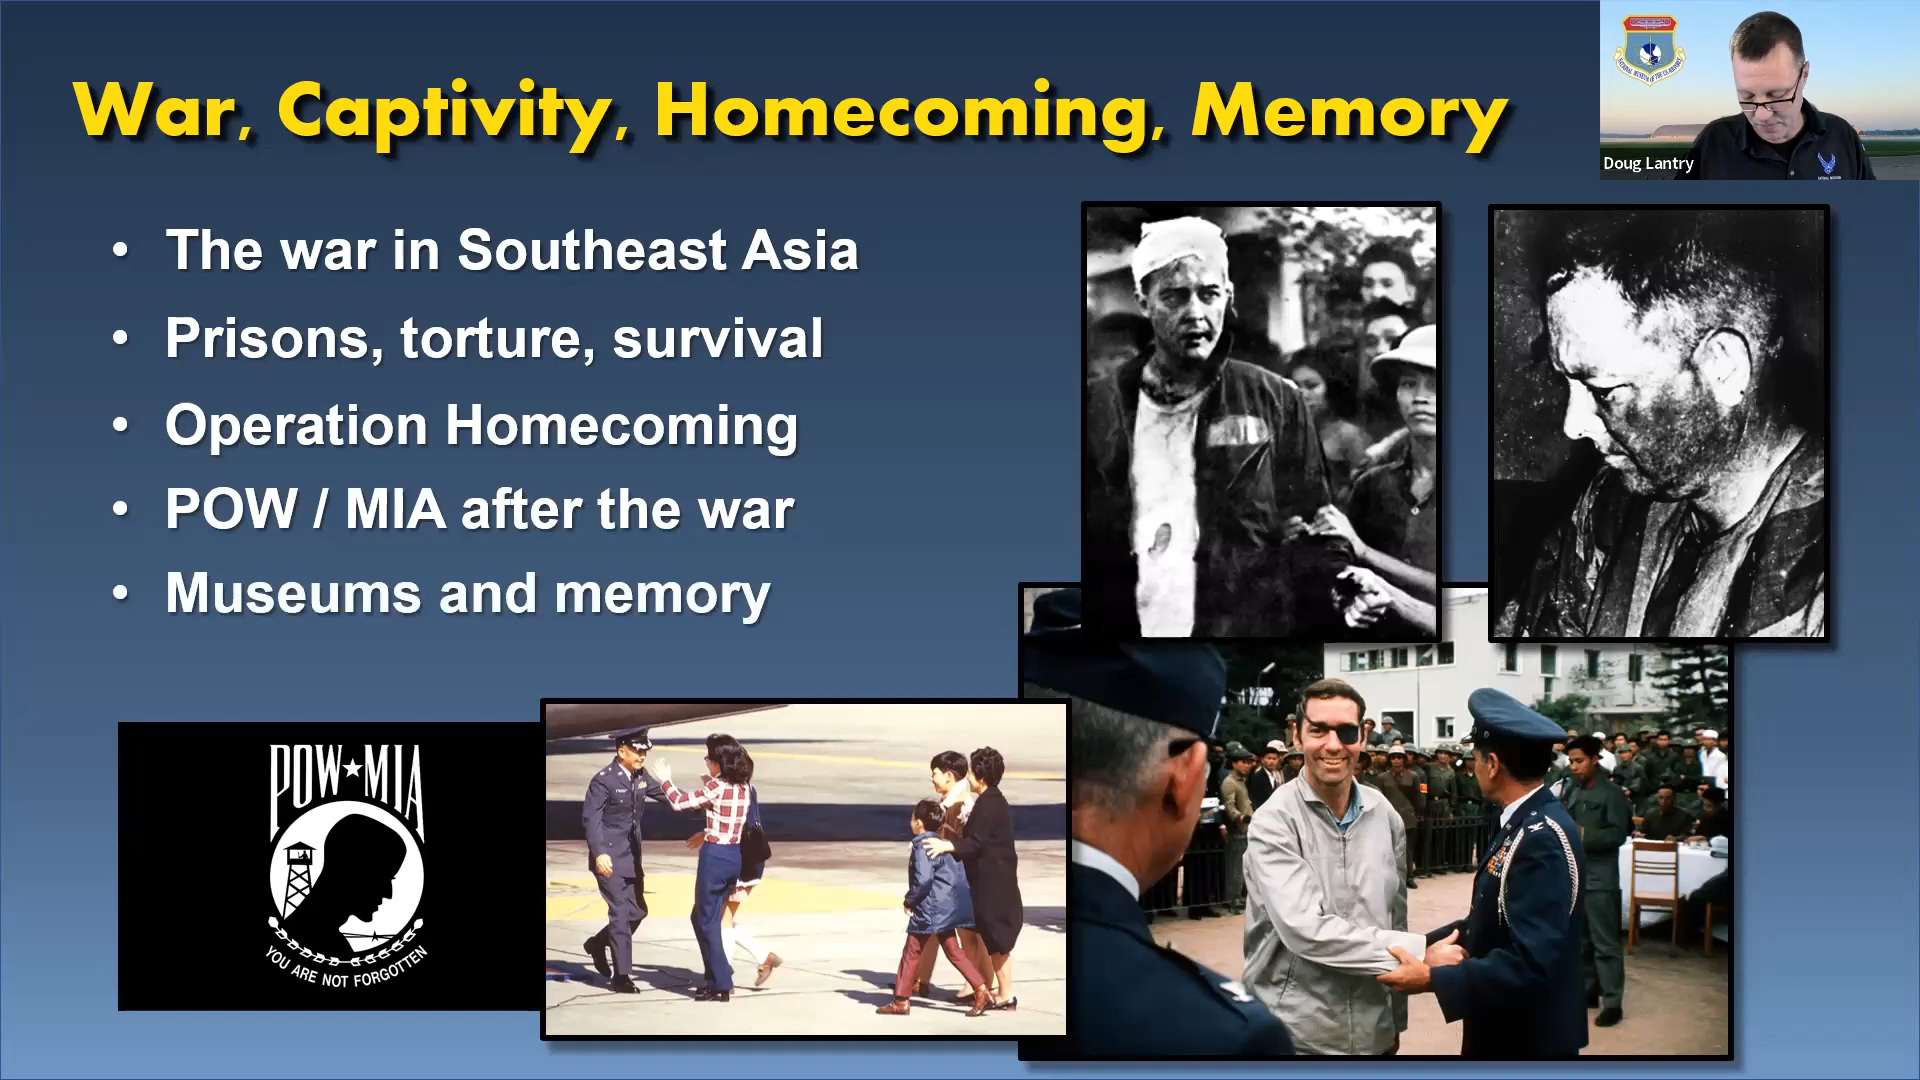 War, Captivity, Homecoming, Memory
Doug Lantry
• The war in Southeast Asia
• Prisons, torture, survival
• Operation Homecoming
• POW / MIA after the war
• Museums and memory
POW★MIA
YOU ARE NOT FORGOTTEN